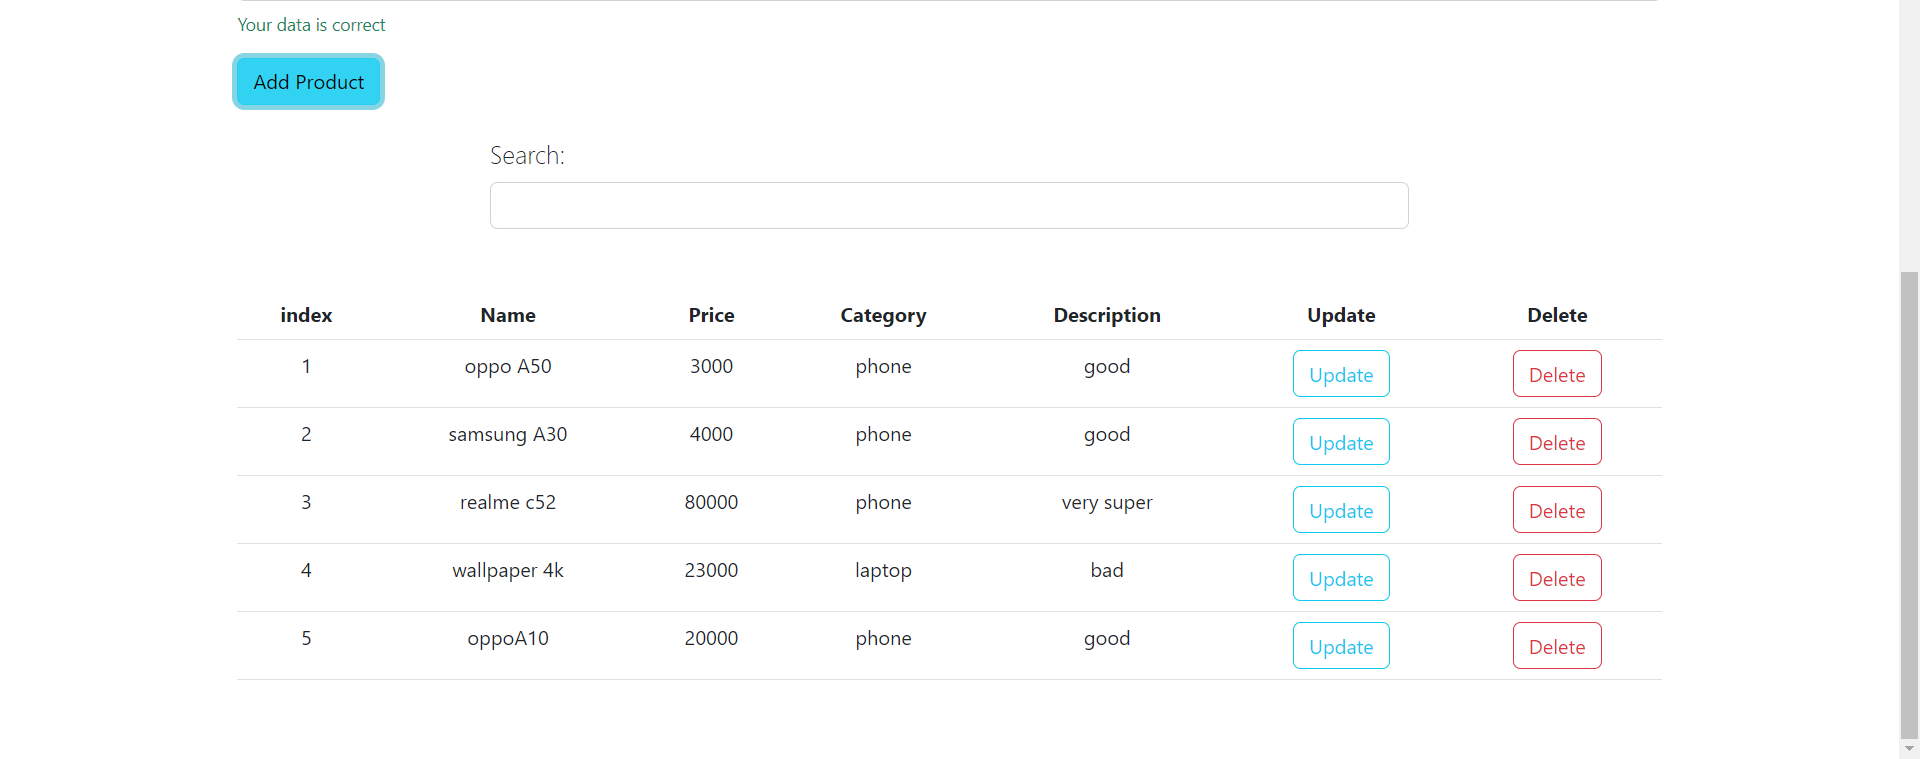 Your data is correct
Add Product
Search:
index Name Price Category Description Update Delete
1 oppo A50 3000 phone good Update Delete
2 samsung A30 4000 phone good Update Delete
3 realme c52 80000 phone very super Update Delete
4 wallpaper 4k 23000 laptop bad Update Delete
5 oppoA10 20000 phone good Update Delete